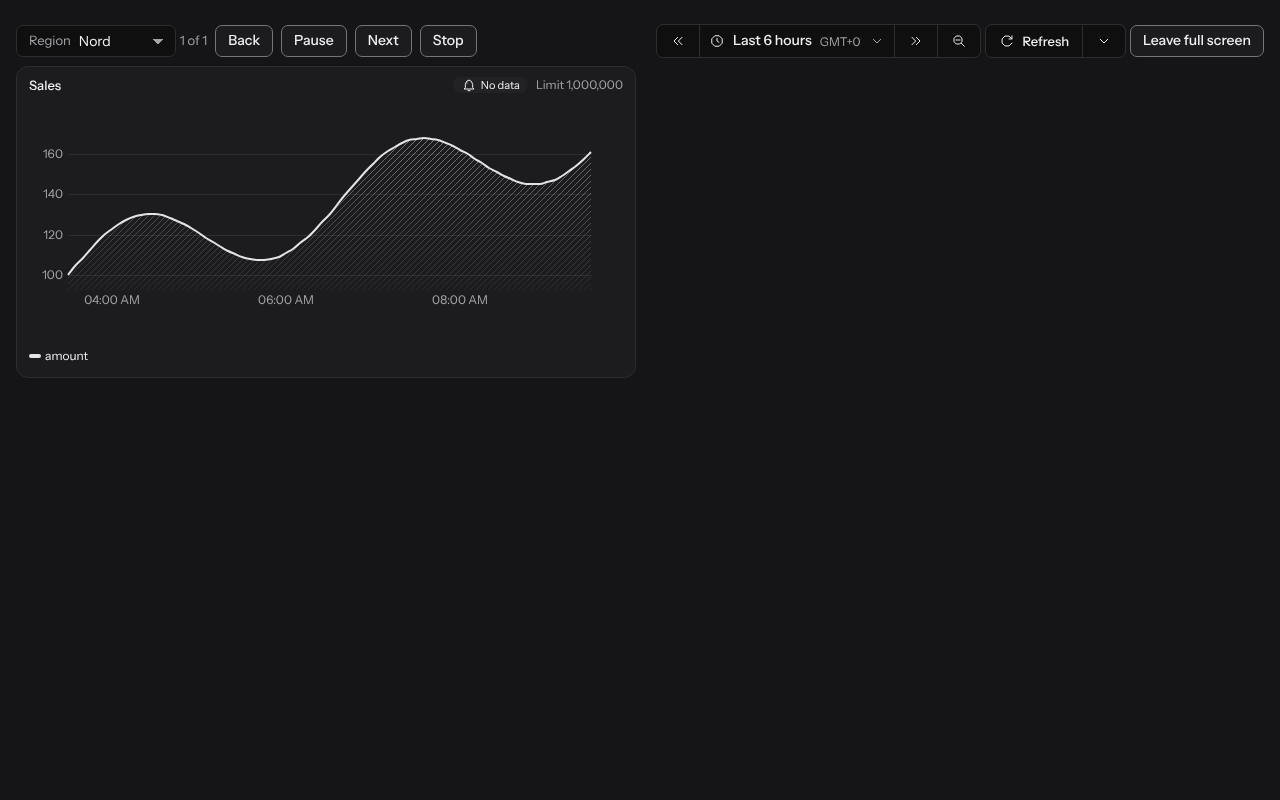 Region Nord 1 of 1 Back Pause Next Stop Last 6 hours GMT+0 Refresh Leave full screen
Sales No data Limit 1,000,000
160
140
120
100
04:00 AM 06:00 AM 08:00 AM
amount